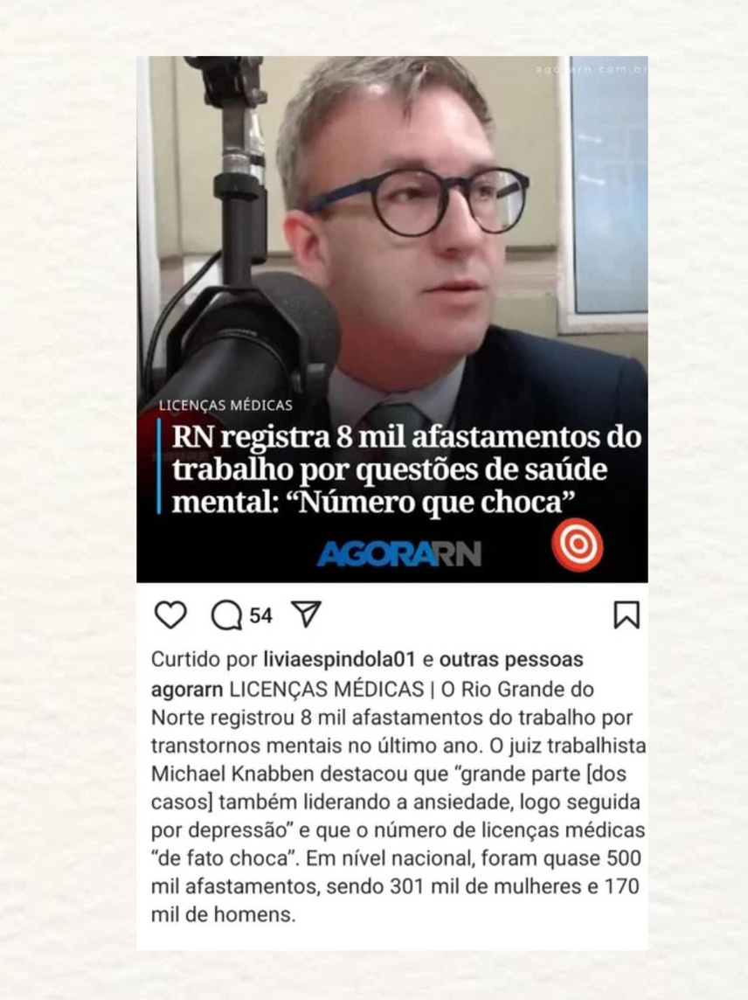 agorarn.com.br
LICENÇAS MÉDICAS
RN registra 8 mil afastamentos do
trabalho por questões de saúde
mental: “Número que choca”
AGORARN
54
Curtido por liviaespindola01 e outras pessoas
agorarn LICENÇAS MÉDICAS | O Rio Grande do
Norte registrou 8 mil afastamentos do trabalho por
transtornos mentais no último ano. O juiz trabalhista
Michael Knabben destacou que “grande parte [dos
casos] também liderando a ansiedade, logo seguida
por depressão” e que o número de licenças médicas
“de fato choca”. Em nível nacional, foram quase 500
mil afastamentos, sendo 301 mil de mulheres e 170
mil de homens.